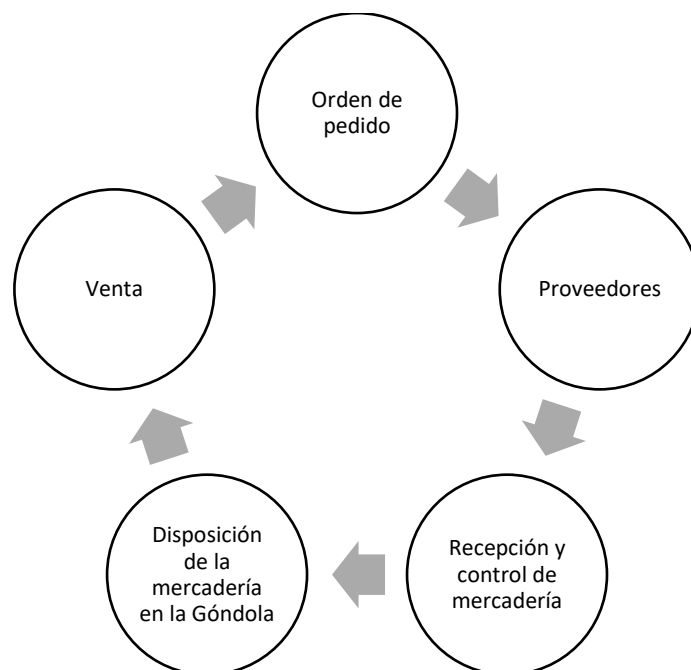 Orden de
pedido
Proveedores
Recepción y
control de
mercadería
Disposición
de la
mercadería
en la Góndola
Venta